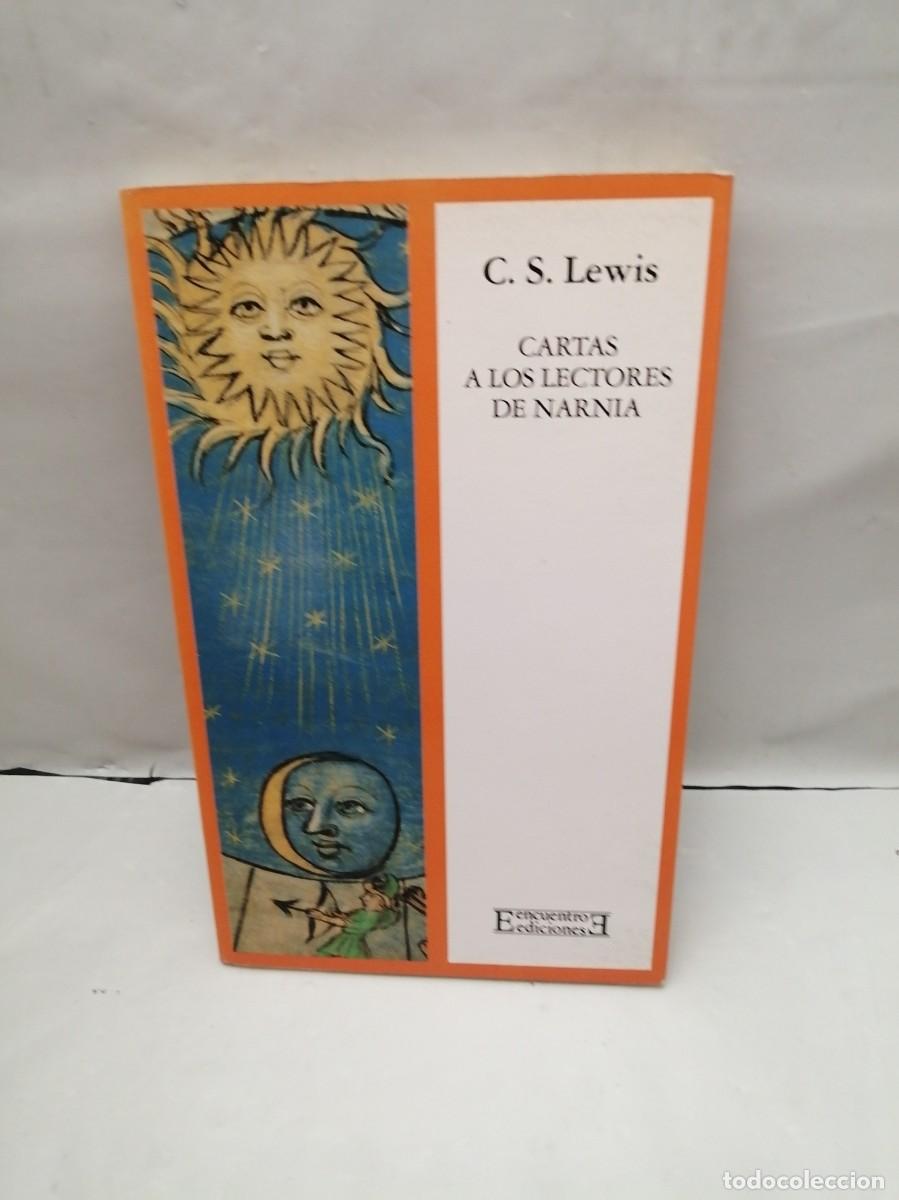 C. S. Lewis
CARTAS
A LOS LECTORES
DE NARNIA
encuentro
ediciones
todocoleccion